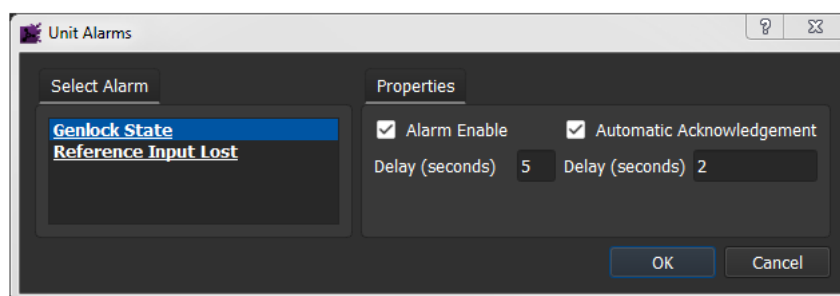 Unit Alarms
Select Alarm
Properties
Genlock State
Reference Input Lost
Alarm Enable
Automatic Acknowledgement
Delay (seconds) 5
Delay (seconds) 2
OK
Cancel